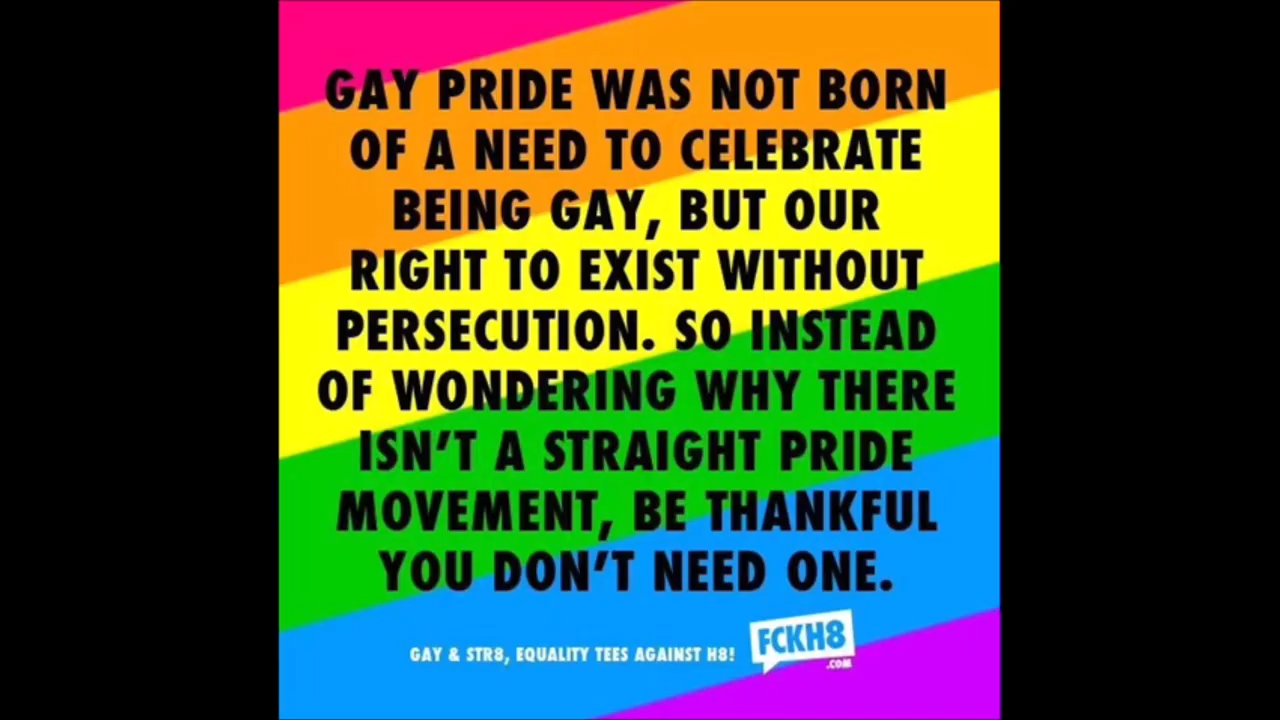 GAY PRIDE WAS NOT BORN
OF A NEED TO CELEBRATE
BEING GAY, BUT OUR
RIGHT TO EXIST WITHOUT
PERSECUTION. SO INSTEAD
OF WONDERING WHY THERE
ISN'T A STRAIGHT PRIDE
MOVEMENT, BE THANKFUL
YOU DON'T NEED ONE.
GAY & STR8, EQUALITY TEES AGAINST H8!
FCKH8
.COM